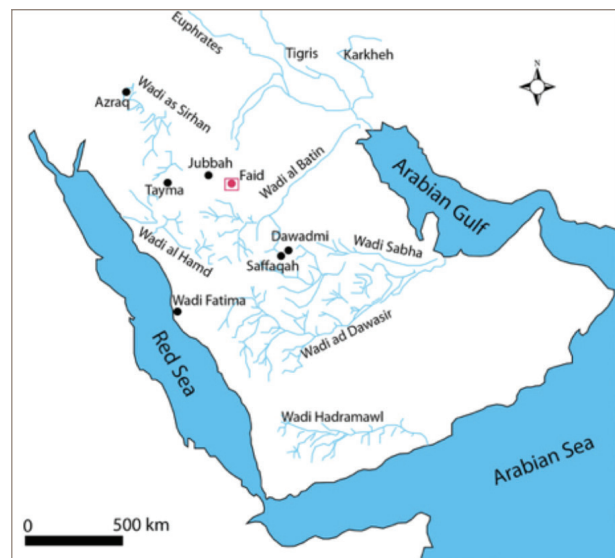 Euphrates
Tigris
Karkheh
N
Wadi as Sirhan
Azraq
Jubbah
Faid
Tayma
Wadi al Batin
Arabian Gulf
Wadi al Hamd
Dawadmi
Wadi Sabha
Saffaqah
Wadi Fatima
Wadi ad Dawasir
Red Sea
Wadi Hadramawl
Arabian Sea
0 500 km